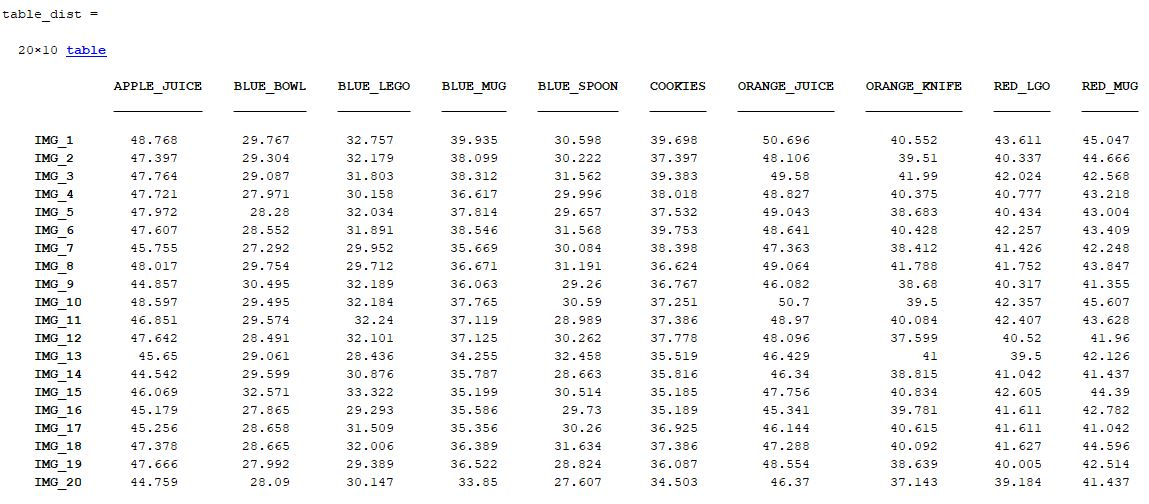 table_dist =
20×10 table
APPLE_JUICE BLUE_BOWL BLUE_LEGO BLUE_MUG BLUE_SPOON COOKIES ORANGE_JUICE ORANGE_KNIFE RED_LGO RED_MUG
IMG_1 48.768 29.767 32.757 39.935 30.598 39.698 50.696 40.552 43.611 45.047
IMG_2 47.397 29.304 32.179 38.099 30.222 37.397 48.106 39.51 40.337 44.666
IMG_3 47.764 29.087 31.803 38.312 31.562 39.383 49.58 41.99 42.024 42.568
IMG_4 47.721 27.971 30.158 36.617 29.996 38.018 48.827 40.375 40.777 43.218
IMG_5 47.972 28.28 32.034 37.814 29.657 37.532 49.043 38.683 40.434 43.004
IMG_6 47.607 28.552 31.891 38.546 31.568 39.753 48.641 40.428 42.257 43.409
IMG_7 45.755 27.292 29.952 35.669 30.084 38.398 47.363 38.412 41.426 42.248
IMG_8 48.017 29.754 29.712 36.671 31.191 36.624 49.064 41.788 41.752 43.847
IMG_9 44.857 30.495 32.189 36.063 29.26 36.767 46.082 38.68 40.317 41.355
IMG_10 48.597 29.495 32.184 37.765 30.59 37.251 50.7 39.5 42.357 45.607
IMG_11 46.851 29.574 32.24 37.119 28.989 37.386 48.97 40.084 42.407 43.628
IMG_12 47.642 28.491 32.101 37.125 30.262 37.778 48.096 37.599 40.52 41.96
IMG_13 45.65 29.061 28.436 34.255 32.458 35.519 46.429 41 39.5 42.126
IMG_14 44.542 29.599 30.876 35.787 28.663 35.816 46.34 38.815 41.042 41.437
IMG_15 46.069 32.571 33.322 35.199 30.514 35.185 47.756 40.834 42.605 44.39
IMG_16 45.179 27.865 29.293 35.586 29.73 35.189 45.341 39.781 41.611 42.782
IMG_17 45.256 28.658 31.509 35.356 30.26 36.925 46.144 40.615 41.611 41.042
IMG_18 47.378 28.665 32.006 36.389 31.634 37.386 47.288 40.092 41.627 44.596
IMG_19 47.666 27.992 29.389 36.522 28.824 36.087 48.554 38.639 40.005 42.514
IMG_20 44.759 28.09 30.147 33.85 27.607 34.503 46.37 37.143 39.184 41.437